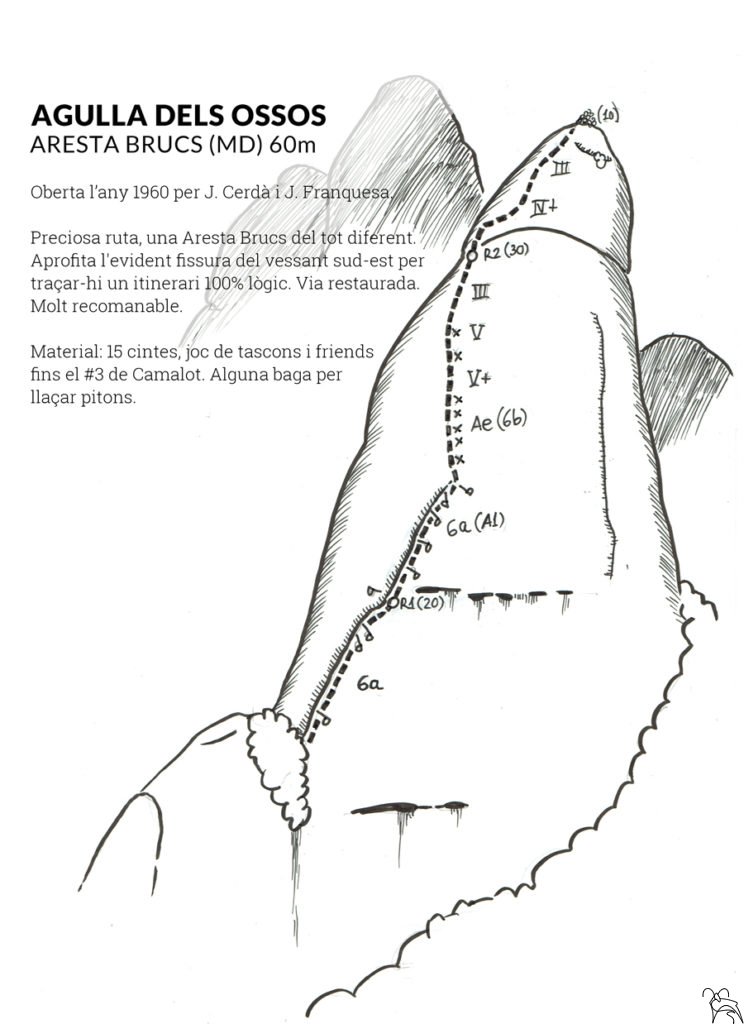 AGULLA DELS OSSOS
ARESTA BRUCS (MD) 60m
Oberta l’any 1960 per J. Cerdà i J. Franquesa.
Preciosa ruta, una Aresta Brucs del tot diferent.
Aprofita l'evident fissura del vessant sud-est per
traçar-hi un itinerari 100% lògic. Via restaurada.
Molt recomanable.
Material: 15 cintes, joc de tascons i friends
fins el #3 de Camalot. Alguna baga per
llaçar pitons.
(10)
III
IV+
R2 (30)
III
V
V+
Ae (6b)
6a (A1)
R1 (20)
6a